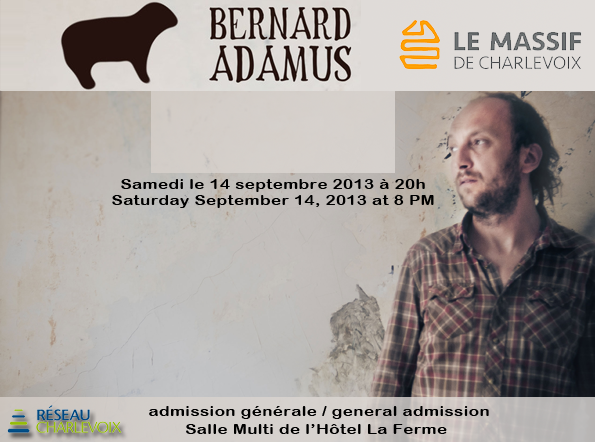 BERNARD
ADAMUS
LE MASSIF
DE CHARLEVOIX
Samedi le 14 septembre 2013 à 20h
Saturday September 14, 2013 at 8 PM
RÉSEAU
CHARLEVOIX
admission générale / general admission
Salle Multi de l'Hôtel La Ferme